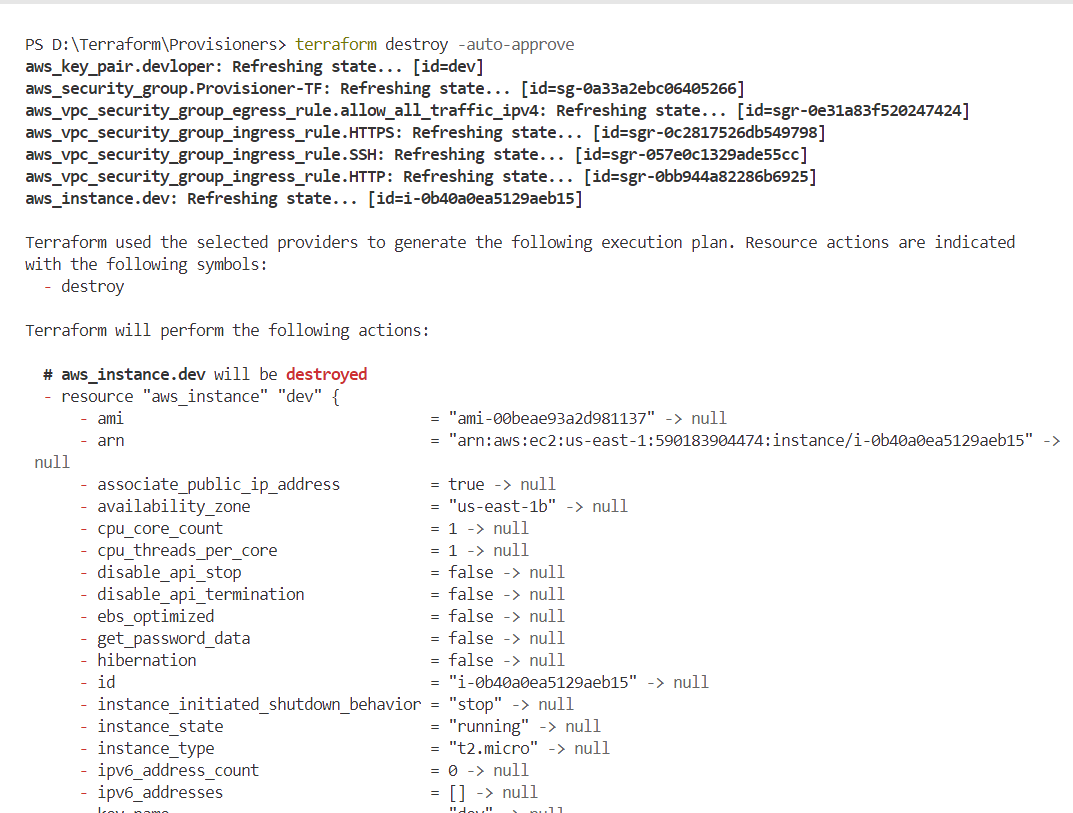 PS D:\Terraform\Provisioners> terraform destroy -auto-approve
aws_key_pair.devloper: Refreshing state... [id=dev]
aws_security_group.Provisioner-TF: Refreshing state... [id=sg-0a33a2ebc06405266]
aws_vpc_security_group_egress_rule.allow_all_traffic_ipv4: Refreshing state... [id=sgr-0e31a83f520247424]
aws_vpc_security_group_ingress_rule.HTTPS: Refreshing state... [id=sgr-0c2817526db549798]
aws_vpc_security_group_ingress_rule.SSH: Refreshing state... [id=sgr-057e0c1329ade55cc]
aws_vpc_security_group_ingress_rule.HTTP: Refreshing state... [id=sgr-0bb944a82286b6925]
aws_instance.dev: Refreshing state... [id=i-0b40a0ea5129aeb15]
Terraform used the selected providers to generate the following execution plan. Resource actions are indicated
with the following symbols:
- destroy
Terraform will perform the following actions:
# aws_instance.dev will be destroyed
- resource "aws_instance" "dev" {
- ami = "ami-00beae93a2d981137" -> null
- arn = "arn:aws:ec2:us-east-1:590183904474:instance/i-0b40a0ea5129aeb15" ->
null
- associate_public_ip_address = true -> null
- availability_zone = "us-east-1b" -> null
- cpu_core_count = 1 -> null
- cpu_threads_per_core = 1 -> null
- disable_api_stop = false -> null
- disable_api_termination = false -> null
- ebs_optimized = false -> null
- get_password_data = false -> null
- hibernation = false -> null
- id = "i-0b40a0ea5129aeb15" -> null
- instance_initiated_shutdown_behavior = "stop" -> null
- instance_state = "running" -> null
- instance_type = "t2.micro" -> null
- ipv6_address_count = 0 -> null
- ipv6_addresses = [] -> null
- key_name = "dev" -> null